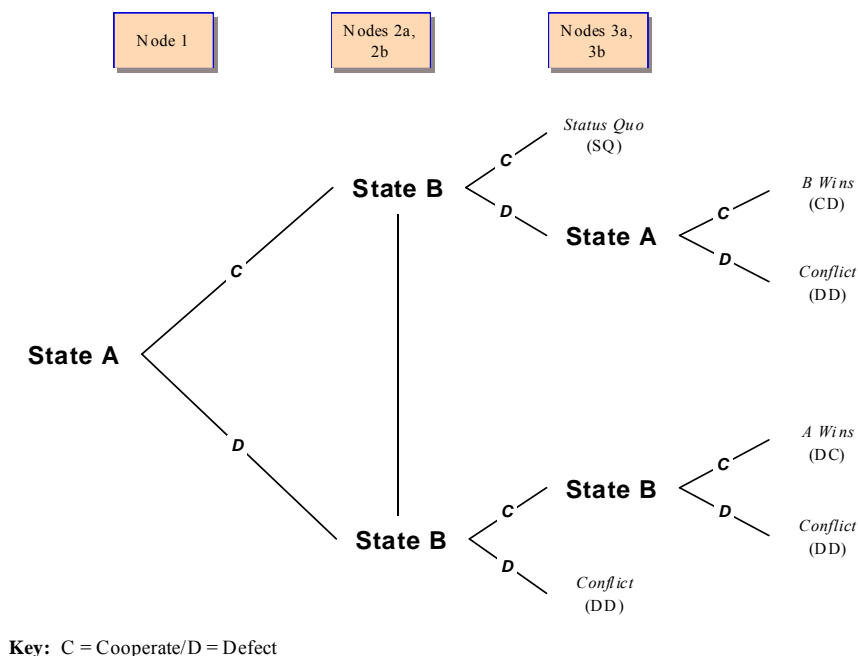 Node 1
Nodes 2a,
2b
Nodes 3a,
3b
Status Quo
(SQ)
C
State B
D
B Wins
(CD)
C
State A
D
Conflict
(DD)
C
State A
D
A Wins
(DC)
C
State B
C
D
State B
Conflict
(DD)
D
Conflict
(DD)
Key: C = Cooperate/D = Defect